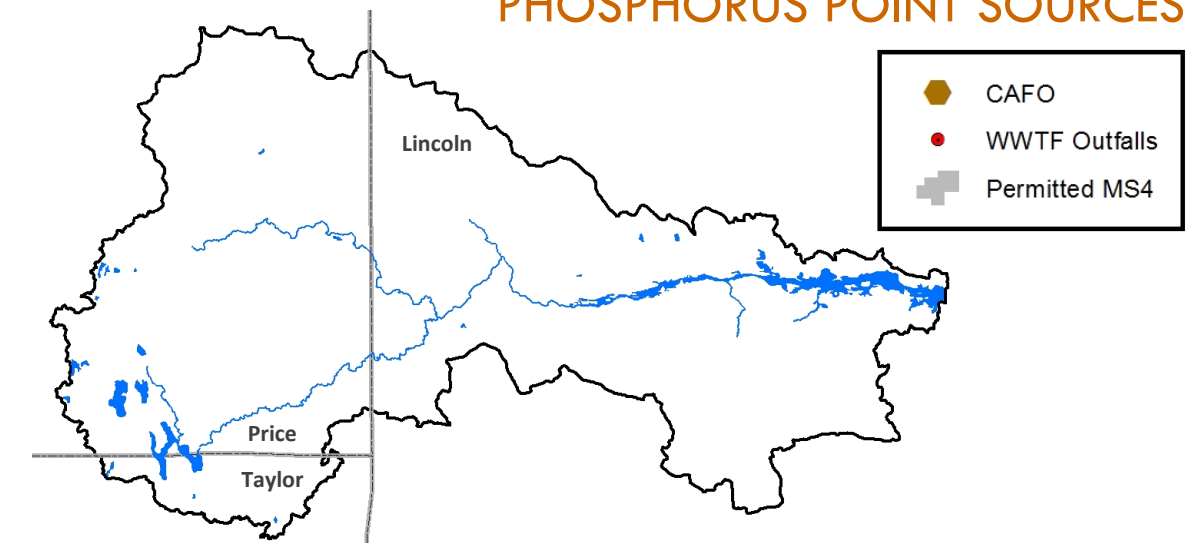 PHOSPHORUS POINT SOURCES
CAFO
Lincoln
WWTF Outfalls
Permitted MS4
Price
Taylor